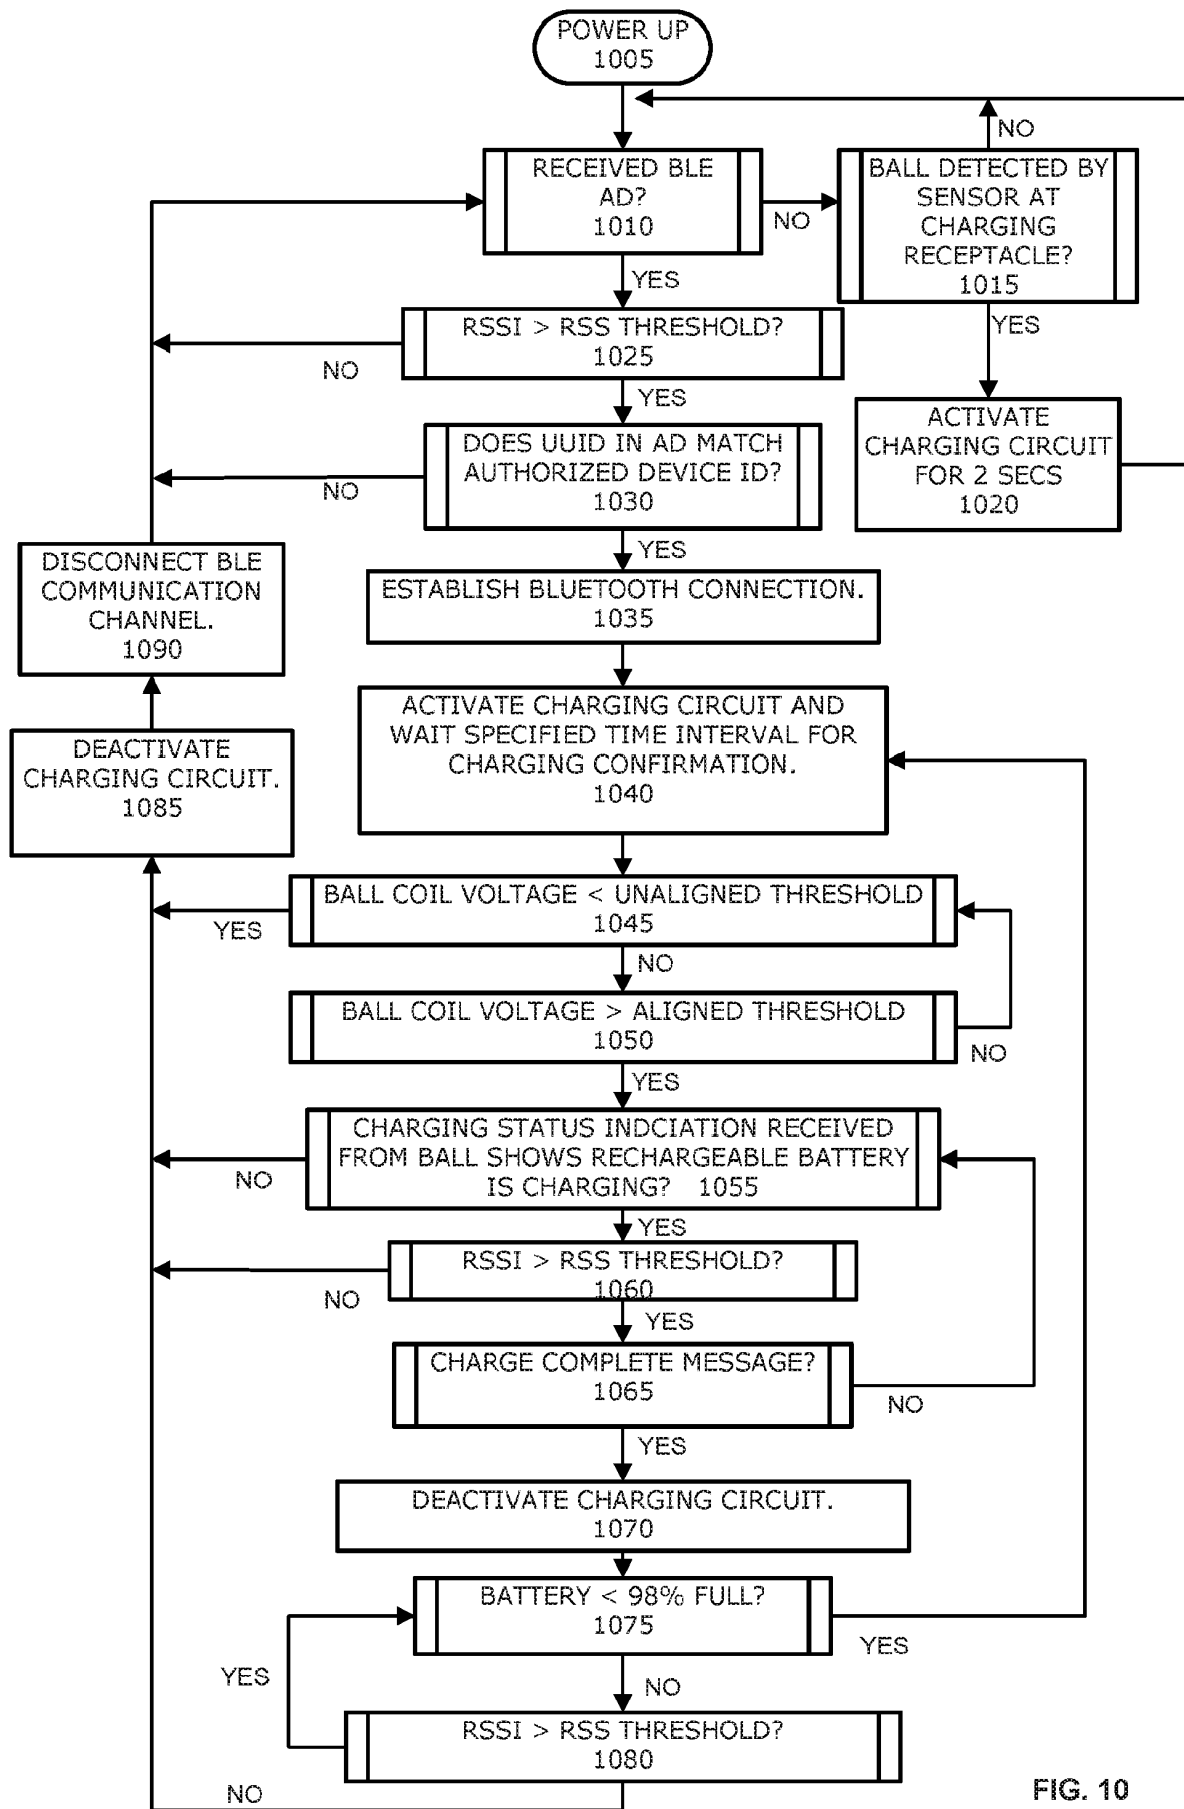 POWER UP
1005
NO
RECEIVED BLE
AD?
1010
NO
BALL DETECTED BY
SENSOR AT
CHARGING
RECEPTACLE?
1015
YES
YES
RSSI > RSS THRESHOLD?
1025
NO
YES
ACTIVATE
CHARGING CIRCUIT
FOR 2 SECS
1020
DOES UUID IN AD MATCH
AUTHORIZED DEVICE ID?
1030
NO
YES
DISCONNECT BLE
COMMUNICATION
CHANNEL.
1090
ESTABLISH BLUETOOTH CONNECTION.
1035
ACTIVATE CHARGING CIRCUIT AND
WAIT SPECIFIED TIME INTERVAL FOR
CHARGING CONFIRMATION.
1040
DEACTIVATE
CHARGING CIRCUIT.
1085
BALL COIL VOLTAGE < UNALIGNED THRESHOLD
1045
YES
NO
BALL COIL VOLTAGE > ALIGNED THRESHOLD
1050
NO
YES
CHARGING STATUS INDCIATION RECEIVED
FROM BALL SHOWS RECHARGEABLE BATTERY
IS CHARGING? 1055
NO
YES
RSSI > RSS THRESHOLD?
1060
NO
YES
CHARGE COMPLETE MESSAGE?
1065
NO
YES
DEACTIVATE CHARGING CIRCUIT.
1070
BATTERY < 98% FULL?
1075
YES
YES
NO
RSSI > RSS THRESHOLD?
1080
NO
FIG. 10